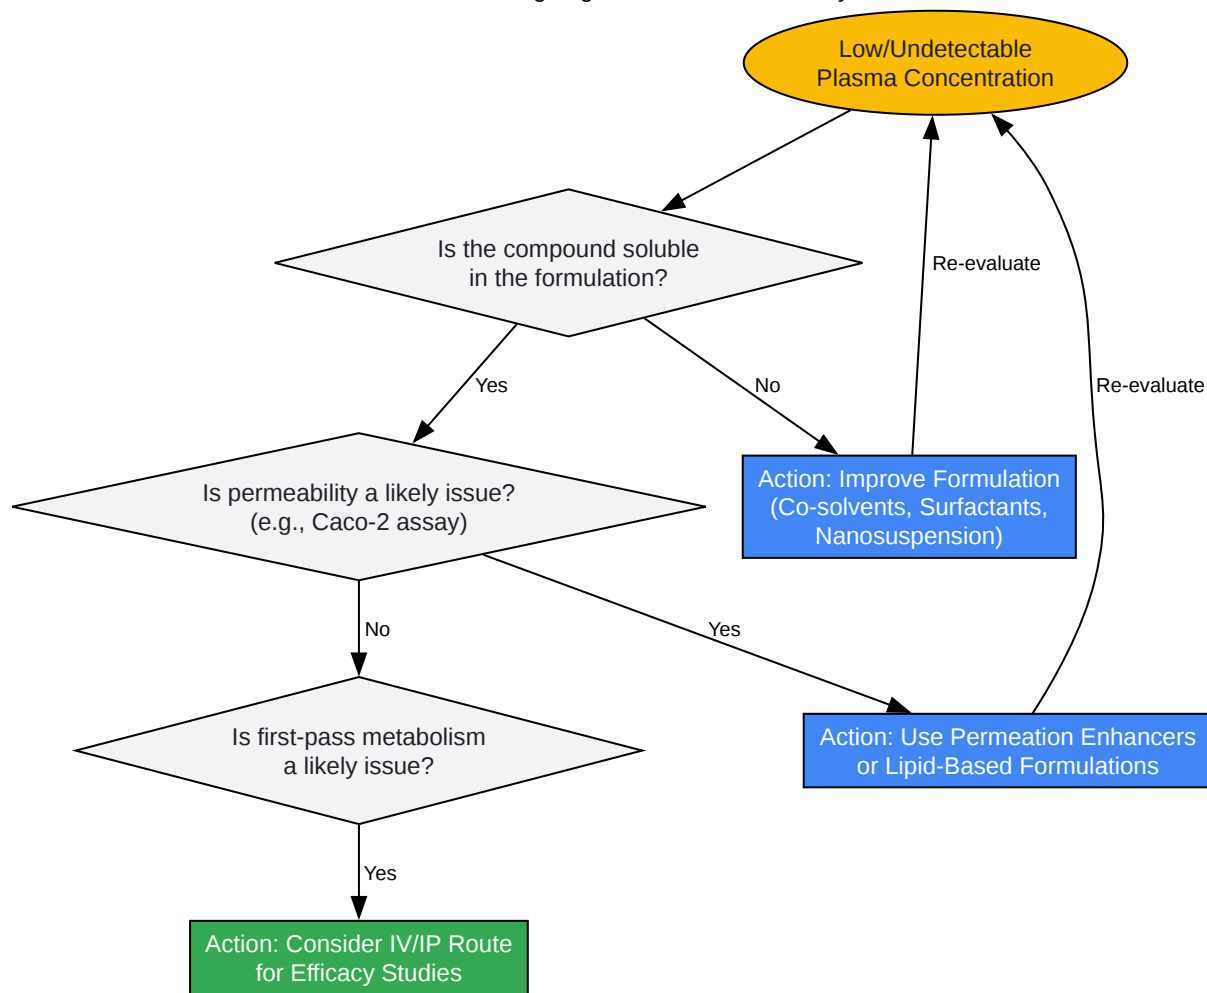 Low/Undetectable
Plasma Concentration
Is the compound soluble
in the formulation?
Re-evaluate
Yes
No
Re-evaluate
Is permeability a likely issue?
(e.g., Caco-2 assay)
Action: Improve Formulation
(Co-solvents, Surfactants,
Nanosuspension)
No
Yes
Is first-pass metabolism
a likely issue?
Action: Use Permeation Enhancers
or Lipid-Based Formulations
Yes
Action: Consider IV/IP Route
for Efficacy Studies